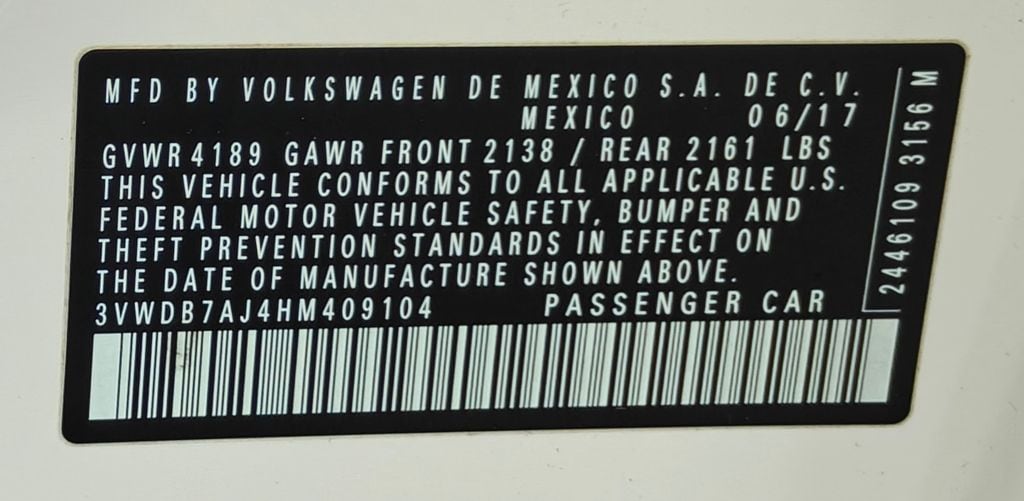 MFD BY VOLKSWAGEN DE MEXICO S.A. DE C.V.
MEXICO 06/17
GVWR 4189 GAWR FRONT 2138 / REAR 2161 LBS
THIS VEHICLE CONFORMS TO ALL APPLICABLE U.S.
FEDERAL MOTOR VEHICLE SAFETY, BUMPER AND
THEFT PREVENTION STANDARDS IN EFFECT ON
THE DATE OF MANUFACTURE SHOWN ABOVE.
3VWDB7AJ4HM409104 PASSENGER CAR
2446109 3156 M